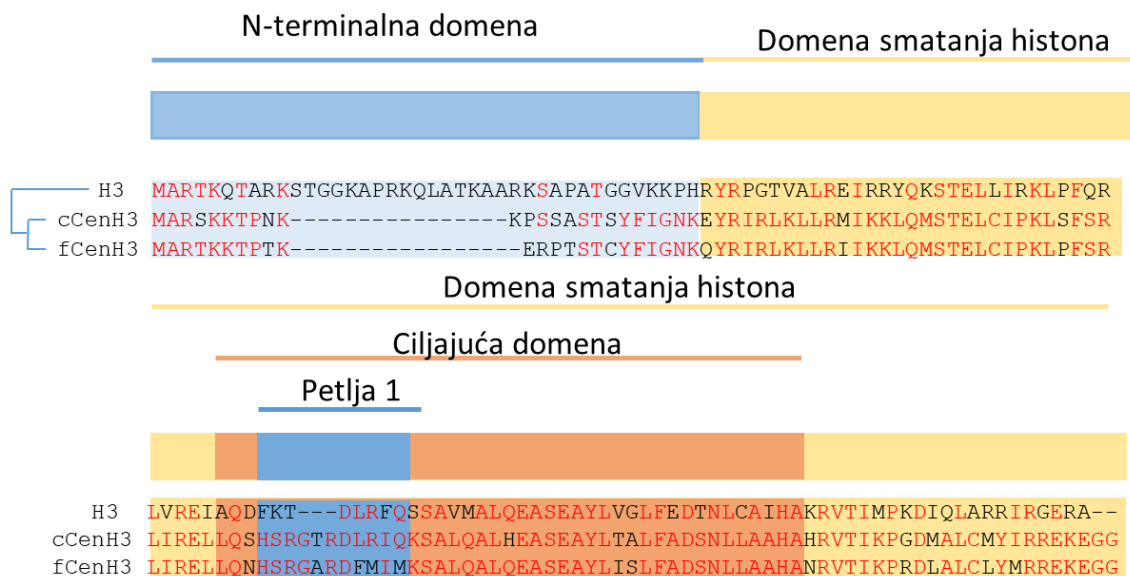 N-terminalna domena
Domena smatanja histona
H3 MARTKQTARKSTGGKAPRKQLATKAARKSAPATGGVKKPHRYRPGTVALREIRRYQKSTELLIRKLPFQR
cCenH3 MARSKKTPNK----------------KPSSASTSYFIGNKEYRIRLKLLRMIKKLQMSTELCIPKLSFSR
fCenH3 MARTKKTPTK-----------------ERPTSTCYFIGNKQYRIRLKLLRIIKKLQMSTELCIPKLPFSR
Domena smatanja histona
Ciljajuća domena
Petlja 1
H3 LVREIAQDFKT---DLRFQSSAVMALQEASEAYLVGLFEDTNLCAIHAKRVTIMPKDIQLARRIRGERA--
cCenH3 LIRELLQSHSRGTRDLRIQKSALQALHEASEAYLTALFADSNLLAAHAHRVTIKPGDMALCMYIRREKEGG
fCenH3 LIRELLQNHSRGARDFMIMKSALQALQEASEAYLISLFADSNLLAAHANRVTIKPRDLALCLYMRREKEGG